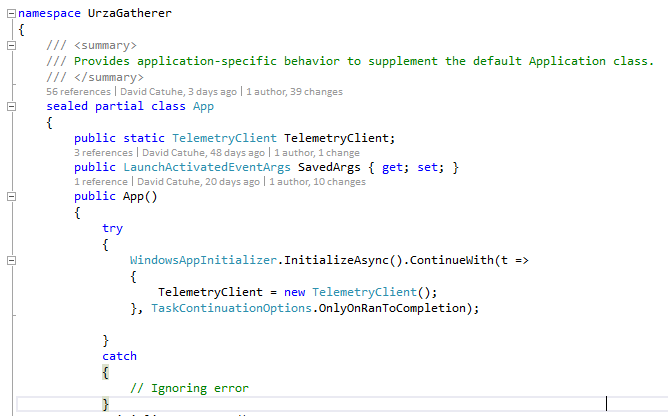 namespace UrzaGatherer
{
/// <summary>
/// Provides application-specific behavior to supplement the default Application class.
/// </summary>
56 references | David Catuhe, 3 days ago | 1 author, 39 changes
sealed partial class App
{
public static TelemetryClient TelemetryClient;
3 references | David Catuhe, 48 days ago | 1 author, 1 change
public LaunchActivatedEventArgs SavedArgs { get; set; }
1 reference | David Catuhe, 20 days ago | 1 author, 10 changes
public App()
{
try
{
WindowsAppInitializer.InitializeAsync().ContinueWith(t =>
{
TelemetryClient = new TelemetryClient();
}, TaskContinuationOptions.OnlyOnRanToCompletion);
}
catch
{
// Ignoring error
}